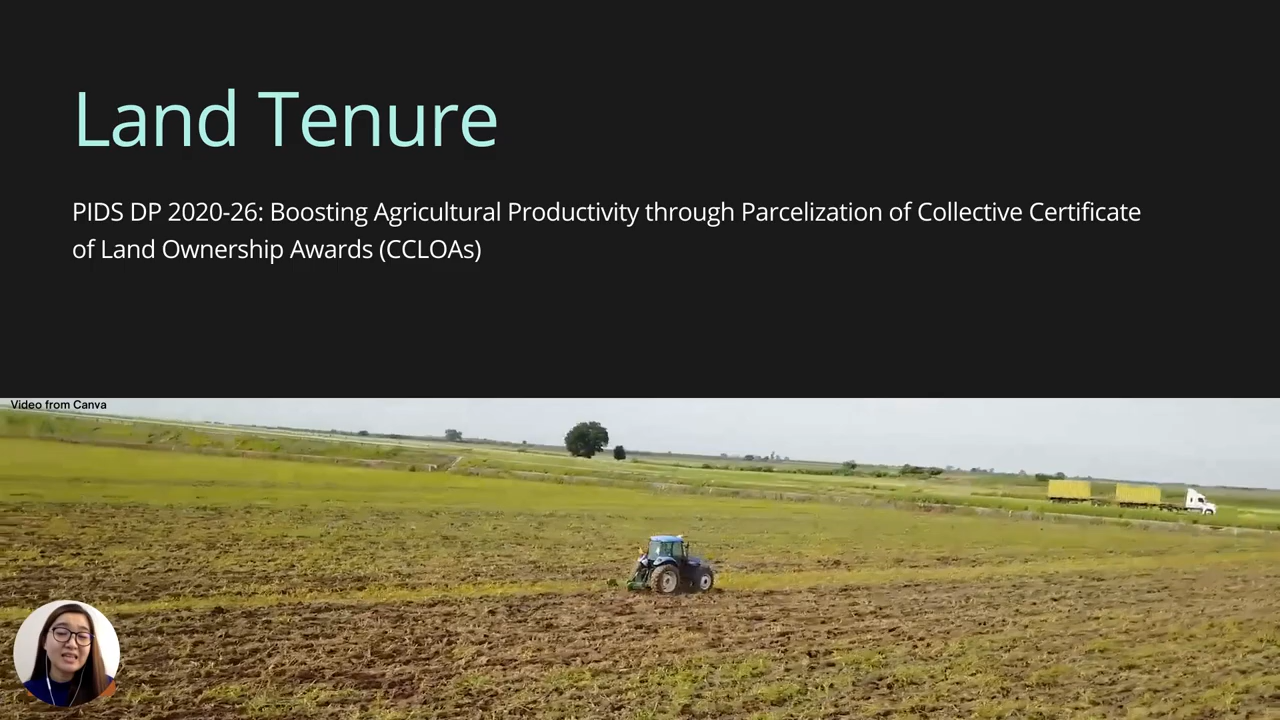 Land Tenure
PIDS DP 2020-26: Boosting Agricultural Productivity through Parcelization of Collective Certificate
of Land Ownership Awards (CCLOAs)
Video from Canva